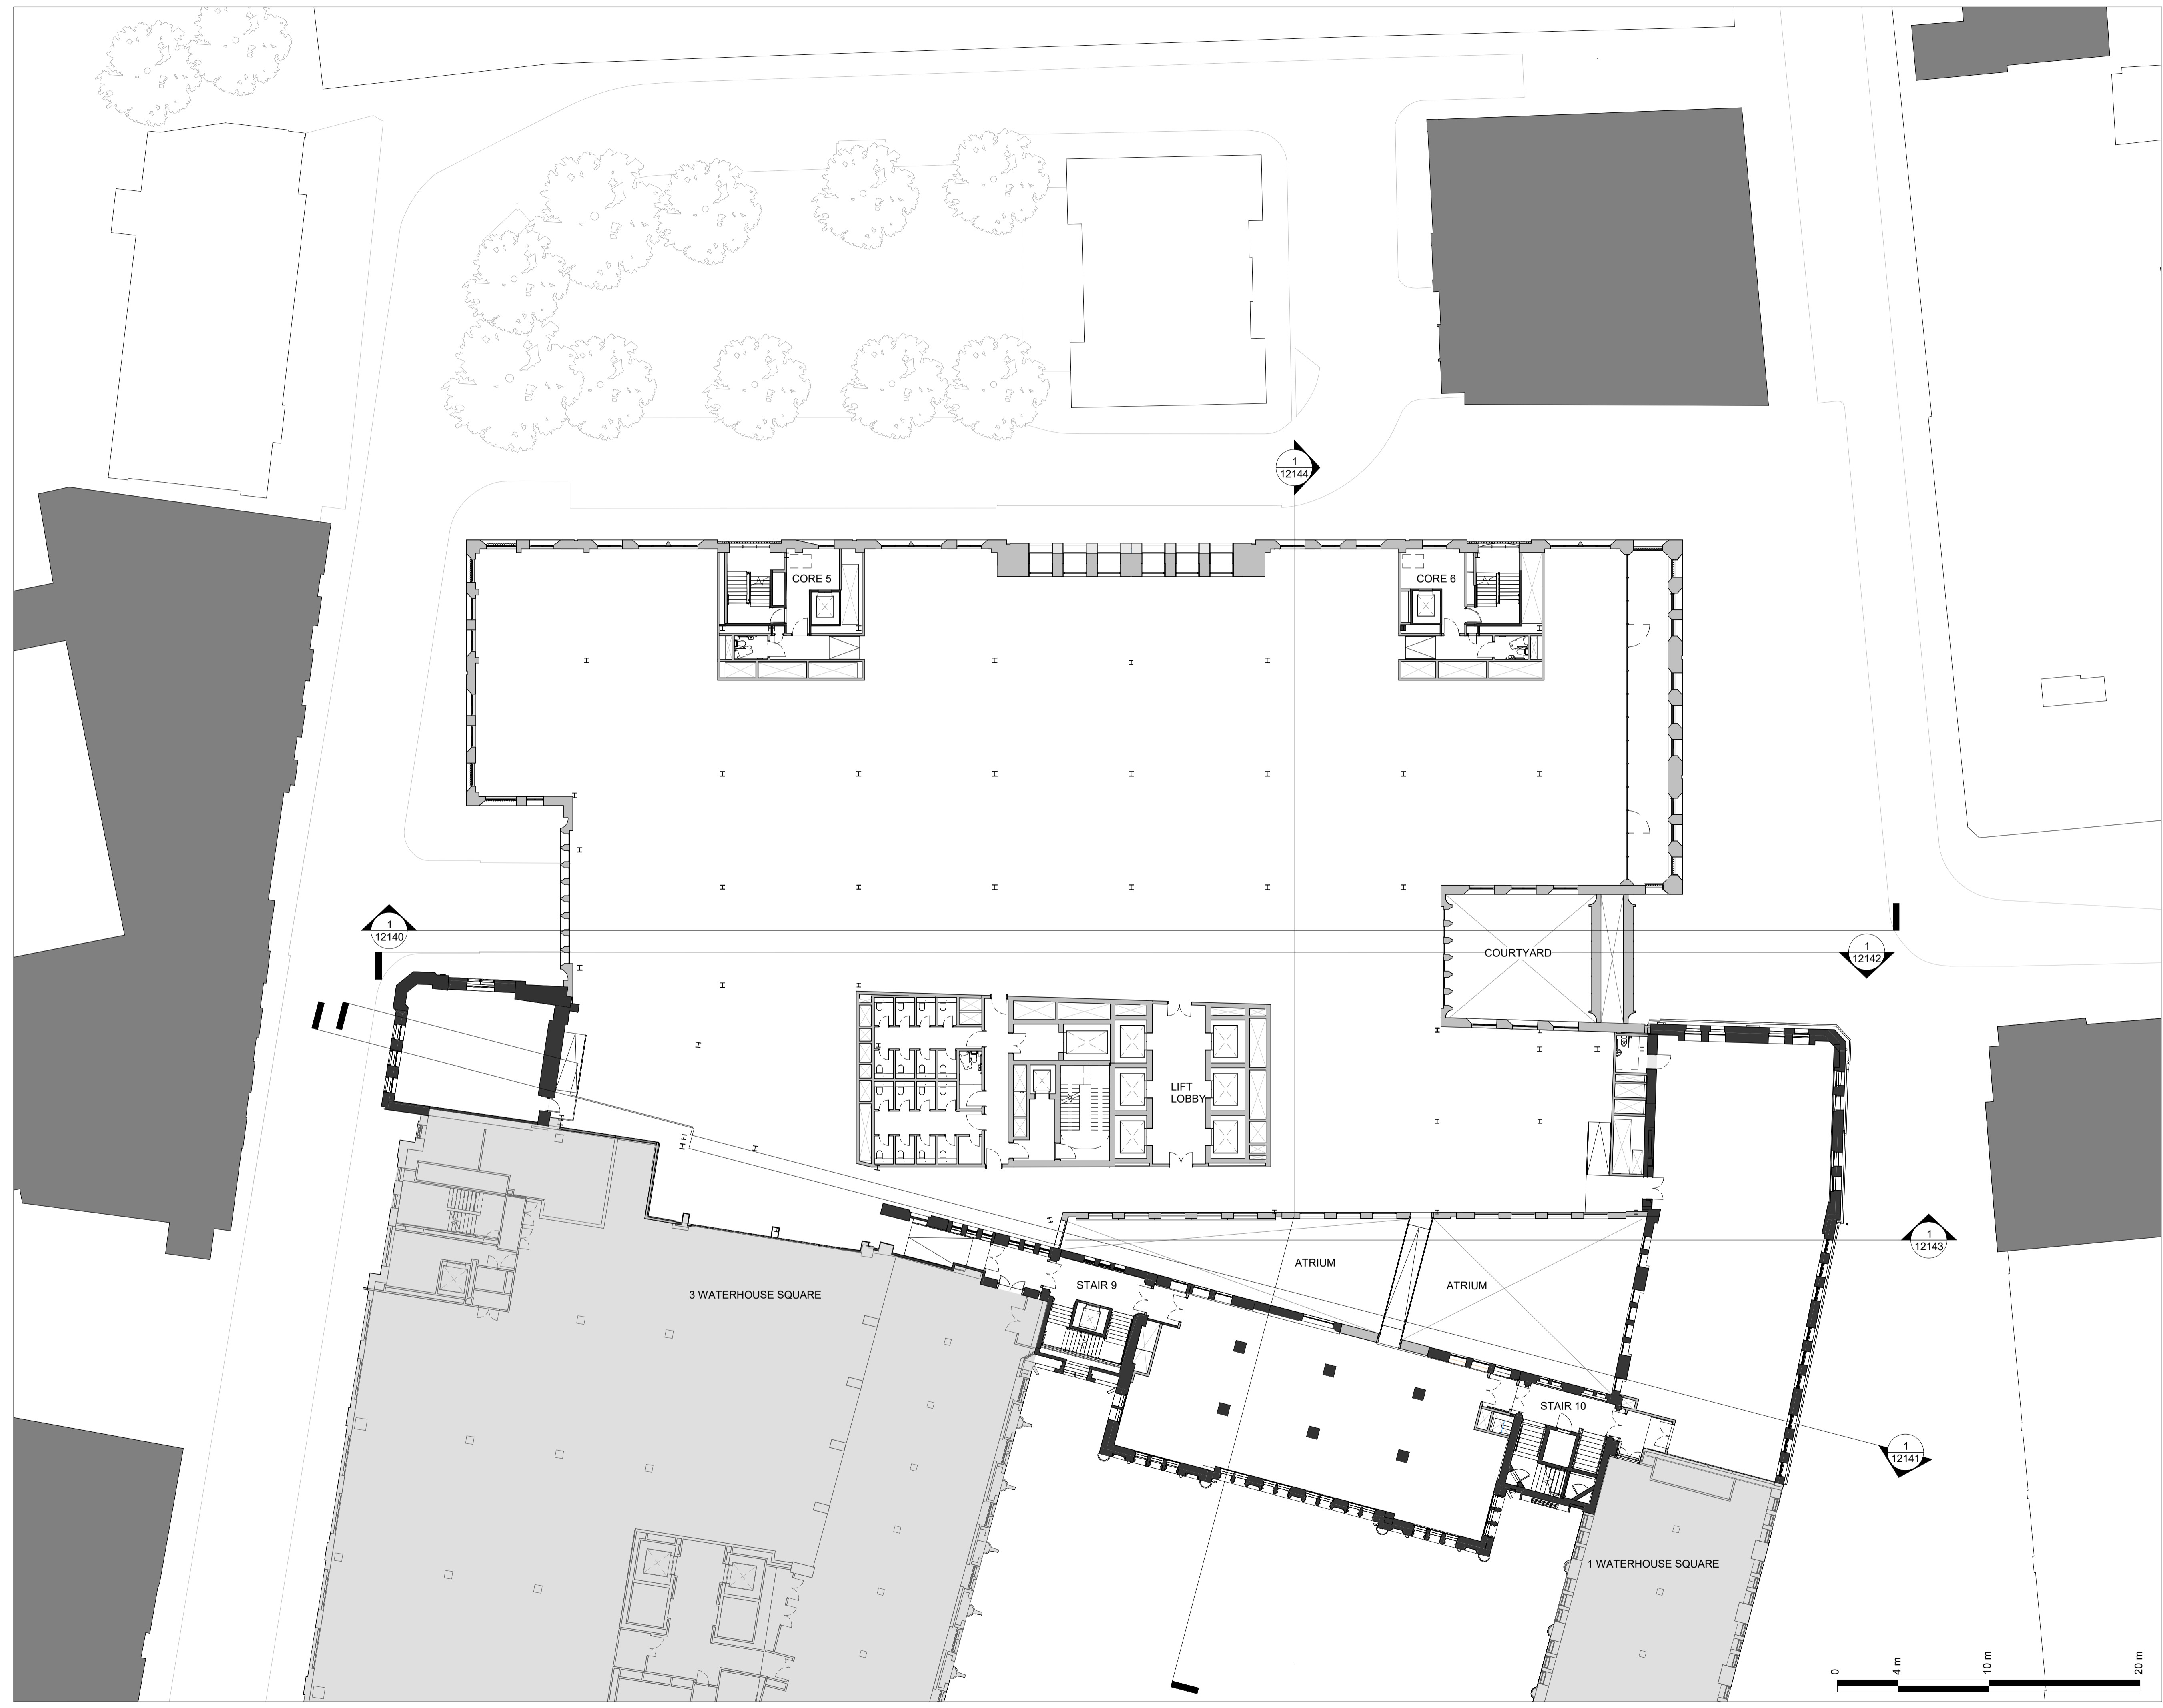 1
12144
CORE 5
CORE 6
1
12140
COURTYARD
1
12142
LIFT
LOBBY
1
12143
ATRIUM
STAIR 9
ATRIUM
3 WATERHOUSE SQUARE
STAIR 10
1
12141
1 WATERHOUSE SQUARE
0
4 m
10 m
20 m